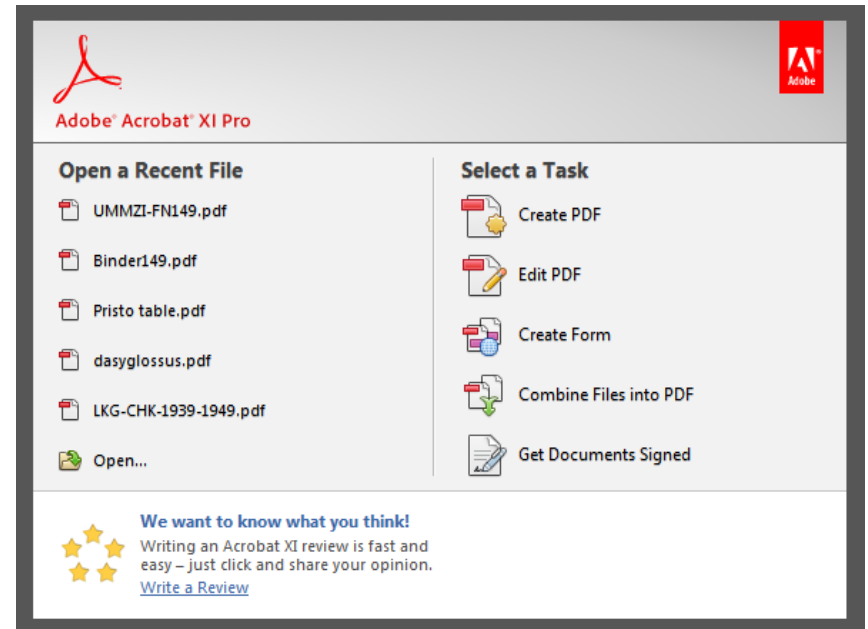 Adobe
Adobe® Acrobat® XI Pro
Open a Recent File
UMMZI-FN149.pdf
Binder149.pdf
Pristo table.pdf
dasyglossus.pdf
LKG-CHK-1939-1949.pdf
Open...
Select a Task
Create PDF
Edit PDF
Create Form
Combine Files into PDF
Get Documents Signed
We want to know what you think!
Writing an Acrobat XI review is fast and
easy – just click and share your opinion.
Write a Review